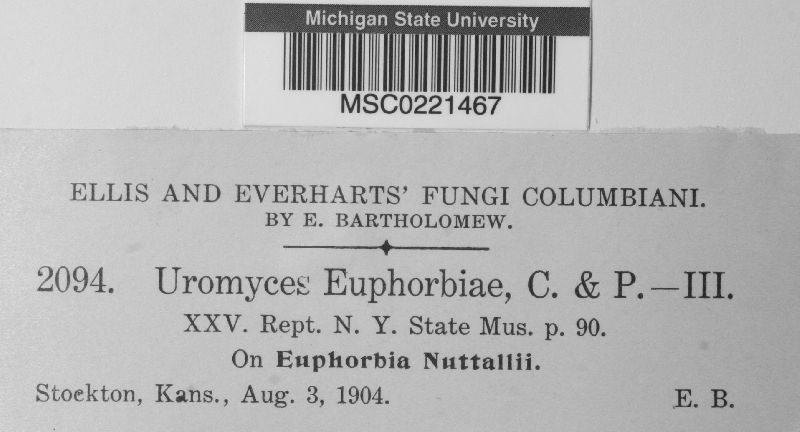 Michigan State University
MSC0221467
ELLIS AND EVERHARTS' FUNGI COLUMBIANI.
BY E. BARTHOLOMEW.
2094. Uromyces Euphorbiae, C. & P.—III.
XXV. Rept. N. Y. State Mus. p. 90.
On Euphorbia Nuttallii.
Stockton, Kans., Aug. 3, 1904. E. B.